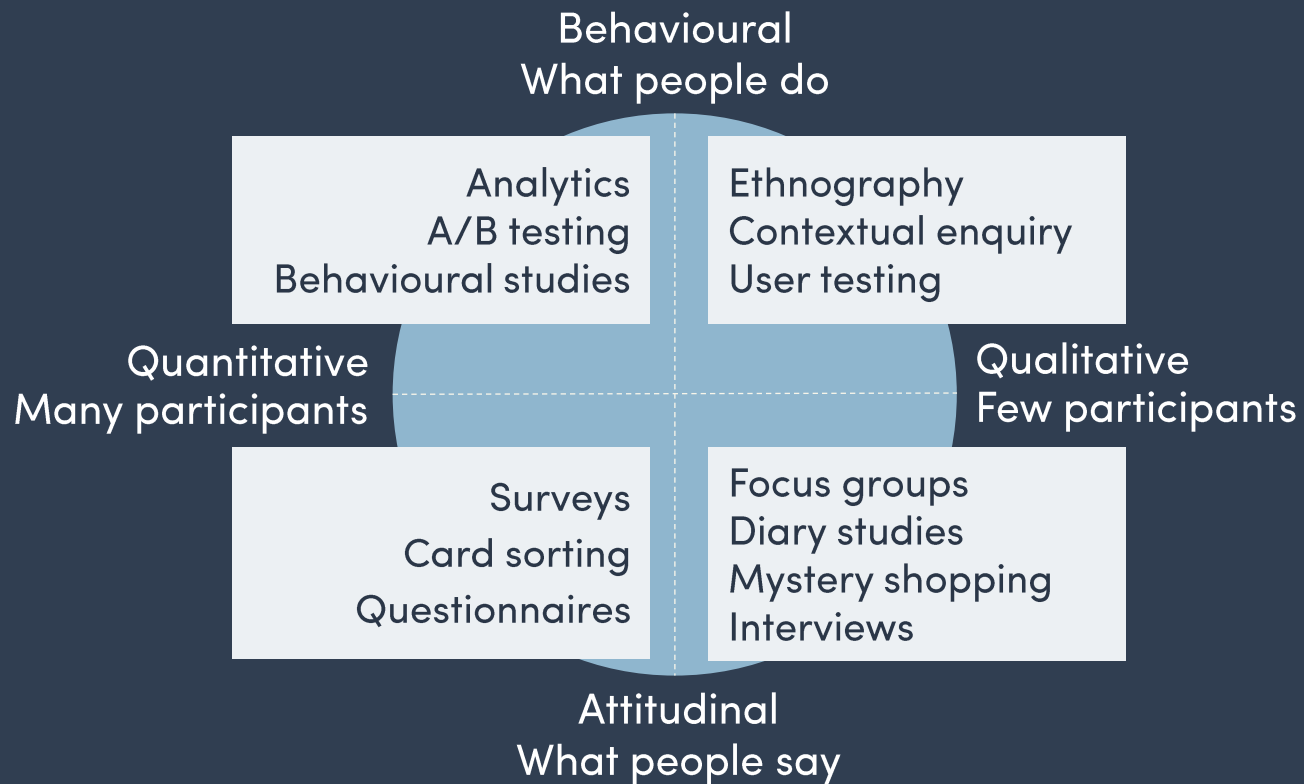 Behavioural
What people do
Analytics
A/B testing
Behavioural studies
Ethnography
Contextual enquiry
User testing
Quantitative
Many participants
Qualitative
Few participants
Surveys
Card sorting
Questionnaires
Focus groups
Diary studies
Mystery shopping
Interviews
Attitudinal
What people say